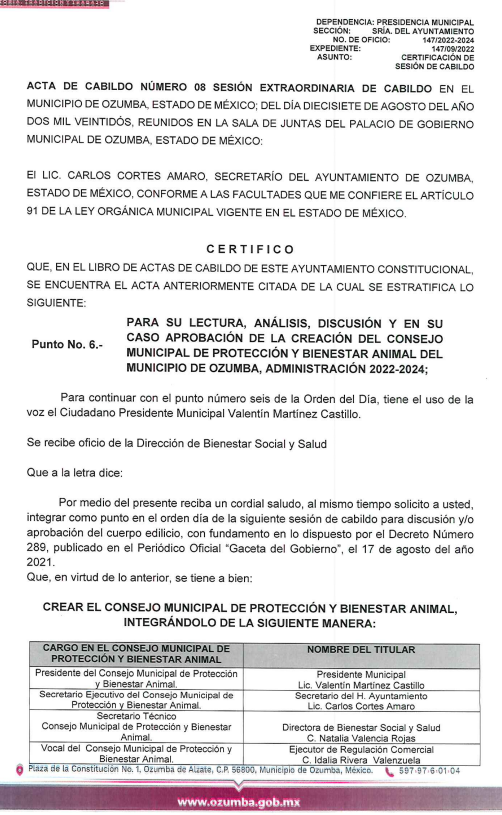 DEPENDENCIA: PRESIDENCIA MUNICIPAL
SECCIÓN: SRÍA. DEL AYUNTAMIENTO
NO. DE OFICIO: 147/2022-2024
EXPEDIENTE: 147/09/2022
ASUNTO: CERTIFICACIÓN DE
SESIÓN DE CABILDO
ACTA DE CABILDO NÚMERO 08 SESIÓN EXTRAORDINARIA DE CABILDO EN EL
MUNICIPIO DE OZUMBA, ESTADO DE MÉXICO; DEL DÍA DIECISIETE DE AGOSTO DEL AÑO
DOS MIL VEINTIDÓS, REUNIDOS EN LA SALA DE JUNTAS DEL PALACIO DE GOBIERNO
MUNICIPAL DE OZUMBA, ESTADO DE MÉXICO:
El LIC. CARLOS CORTES AMARO, SECRETARÍO DEL AYUNTAMIENTO DE OZUMBA,
ESTADO DE MÉXICO, CONFORME A LAS FACULTADES QUE ME CONFIERE EL ARTÍCULO
91 DE LA LEY ORGÁNICA MUNICIPAL VIGENTE EN EL ESTADO DE MÉXICO.
C E R T I F I C O
QUE, EN EL LIBRO DE ACTAS DE CABILDO DE ESTE AYUNTAMIENTO CONSTITUCIONAL,
SE ENCUENTRA EL ACTA ANTERIORMENTE CITADA DE LA CUAL SE ESTRATIFICA LO
SIGUIENTE:
Punto No. 6.- PARA SU LECTURA, ANÁLISIS, DISCUSIÓN Y EN SU
CASO APROBACIÓN DE LA CREACIÓN DEL CONSEJO
MUNICIPAL DE PROTECCIÓN Y BIENESTAR ANIMAL DEL
MUNICIPIO DE OZUMBA, ADMINISTRACIÓN 2022-2024;
Para continuar con el punto número seis de la Orden del Día, tiene el uso de la
voz el Ciudadano Presidente Municipal Valentín Martínez Castillo.
Se recibe oficio de la Dirección de Bienestar Social y Salud
Que a la letra dice:
Por medio del presente reciba un cordial saludo, al mismo tiempo solicito a usted,
integrar como punto en el orden día de la siguiente sesión de cabildo para discusión y/o
aprobación del cuerpo edilicio, con fundamento en lo dispuesto por el Decreto Número
289, publicado en el Periódico Oficial “Gaceta del Gobierno”, el 17 de agosto del año
2021.
Que, en virtud de lo anterior, se tiene a bien:
CREAR EL CONSEJO MUNICIPAL DE PROTECCIÓN Y BIENESTAR ANIMAL,
INTEGRÁNDOLO DE LA SIGUIENTE MANERA:
CARGO EN EL CONSEJO MUNICIPAL DE
PROTECCIÓN Y BIENESTAR ANIMAL
NOMBRE DEL TITULAR
Presidente del Consejo Municipal de Protección
y Bienestar Animal.
Presidente Municipal
Lic. Valentín Martínez Castillo
Secretario Ejecutivo del Consejo Municipal de
Protección y Bienestar Animal.
Secretario del H. Ayuntamiento
Lic. Carlos Cortes Amaro
Secretario Técnico
Consejo Municipal de Protección y Bienestar
Animal.
Directora de Bienestar Social y Salud
C. Natalia Valencia Rojas
Vocal del Consejo Municipal de Protección y
Bienestar Animal.
Ejecutor de Regulación Comercial
C. Idalia Rivera Valenzuela
Plaza de la Constitución No. 1, Ozumba de Alzate, C.P. 56800, Municipio de Ozumba, México. 597-97-6-01-04
www.ozumba.gob.mx